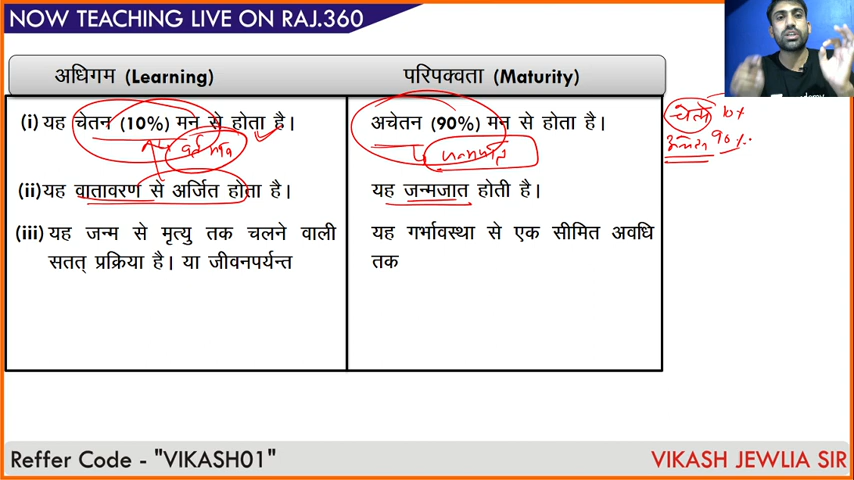 NOW TEACHING LIVE ON RAJ.360
अधिगम (Learning)
परिपक्वता (Maturity)
(i) यह चेतन (10%) मन से होता है।
अचेतन (90%) मन से होता है।
चेतन 10%
90%
(ii) यह वातावरण से अर्जित होता है।
यह जन्मजात होती है।
(iii) यह जन्म से मृत्यु तक चलने वाली
सतत् प्रक्रिया है। या जीवनपर्यन्त
यह गर्भावस्था से एक सीमित अवधि
तक
Reffer Code - "VIKASH01"
VIKASH JEWLIA SIR